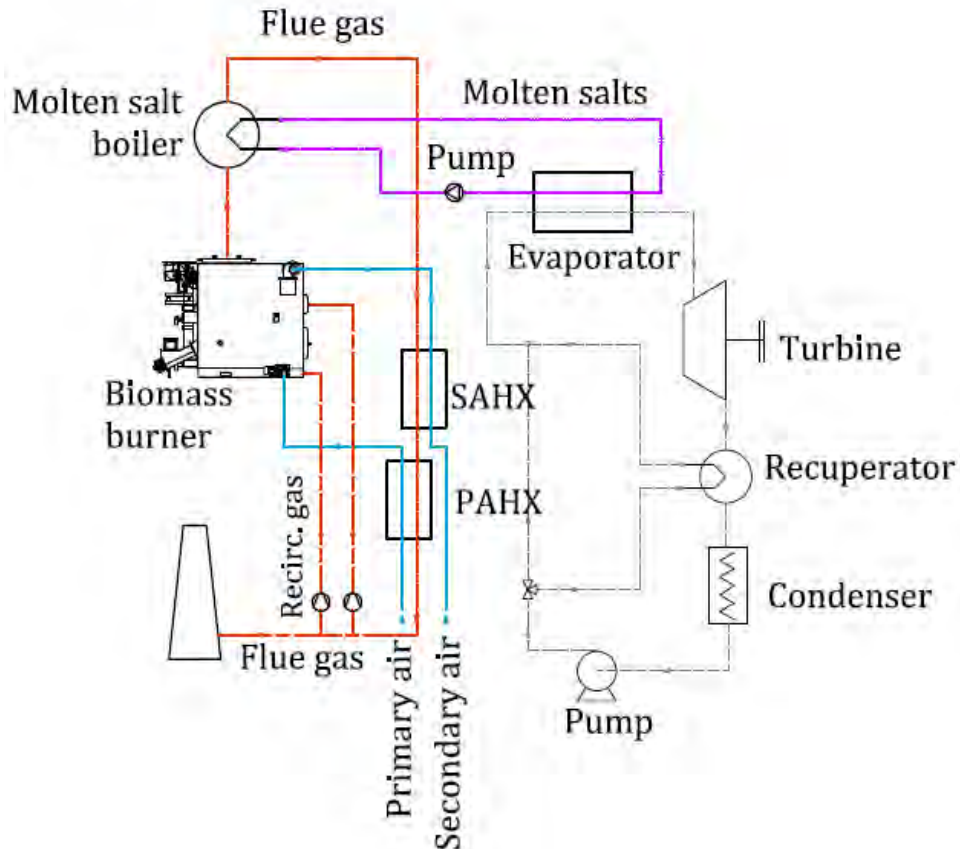 Flue gas
Molten salt
boiler
Molten salts
Pump
Evaporator
Turbine
Biomass
burner
SAHX
Recuperator
PAHX
Recirc. gas
Condenser
Flue gas
Primary air
Secondary air
Pump